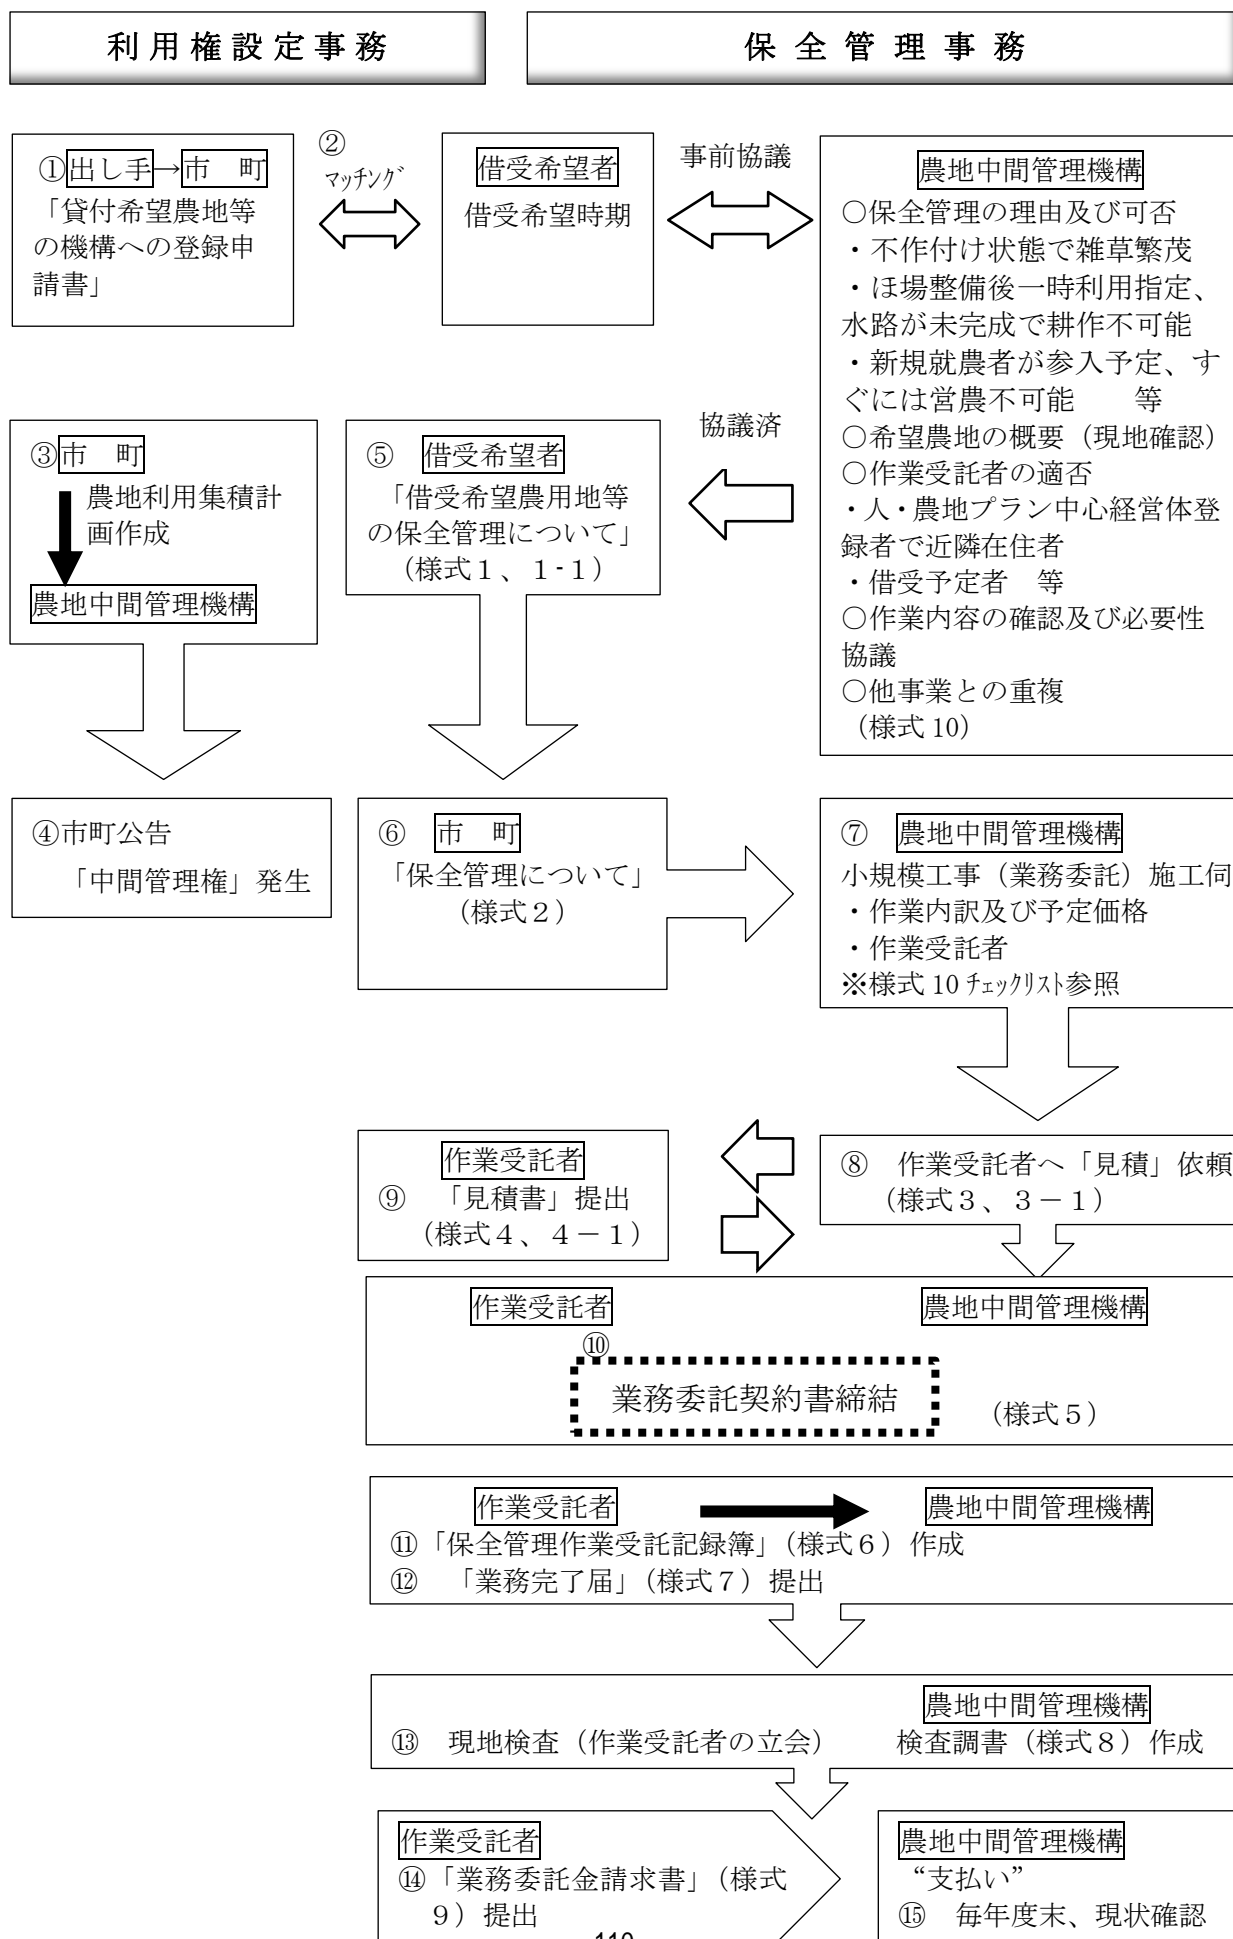 利用権設定事務
保全管理事務
①出し手→市　町
「貸付希望農地等
の機構への登録申
請書」
②
ﾏｯﾁﾝｸﾞ
借受希望者
借受希望時期
事前協議
農地中間管理機構
○保全管理の理由及び可否
・不作付け状態で雑草繁茂
・ほ場整備後一時利用指定、
水路が未完成で耕作不可能
・新規就農者が参入予定、す
ぐには営農不可能　　等
○希望農地の概要（現地確認）
○作業受託者の適否
・人・農地プラン中心経営体登
録者で近隣在住者
・借受予定者　等
○作業内容の確認及び必要性
協議
○他事業との重複
（様式 10）
③市　町
農地利用集積計
画作成
農地中間管理機構
協議済
⑤　借受希望者
「借受希望農用地等
の保全管理について」
（様式１、１-１）
④市町公告
「中間管理権」発生
⑥　市　町
「保全管理について」
（様式２）
⑦　農地中間管理機構
小規模工事（業務委託）施工伺
・作業内訳及び予定価格
・作業受託者
※様式 10 ﾁｪｯｸﾘｽﾄ参照
⑧　作業受託者へ「見積」依頼
（様式３、３－１）
作業受託者
⑨　「見積書」提出
（様式４、４－１）
作業受託者　農地中間管理機構
⑩
業務委託契約書締結
（様式５）
作業受託者　農地中間管理機構
⑪「保全管理作業受託記録簿」（様式６）作成
⑫　「業務完了届」（様式７）提出
農地中間管理機構
⑬　現地検査（作業受託者の立会）　検査調書（様式８）作成
作業受託者
⑭「業務委託金請求書」（様式
９）提出
農地中間管理機構
“支払い”
⑮　毎年度末、現状確認